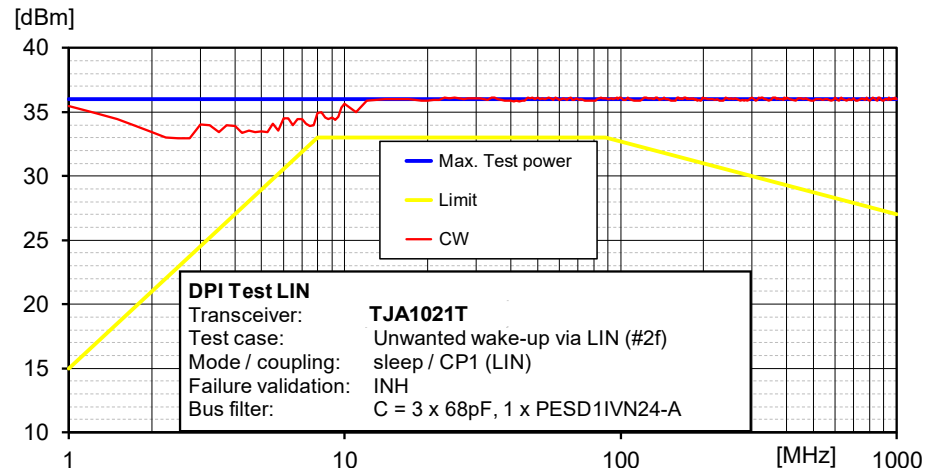 [dBm]
40
35
30
25
20
15
10
Max. Test power
Limit
CW
DPI Test LIN
Transceiver: TJA1021T
Test case: Unwanted wake-up via LIN (#2f)
Mode / coupling: sleep / CP1 (LIN)
Failure validation: INH
Bus filter: C = 3 x 68pF, 1 x PESD1IVN24-A
1 10 100 [MHz] 1000